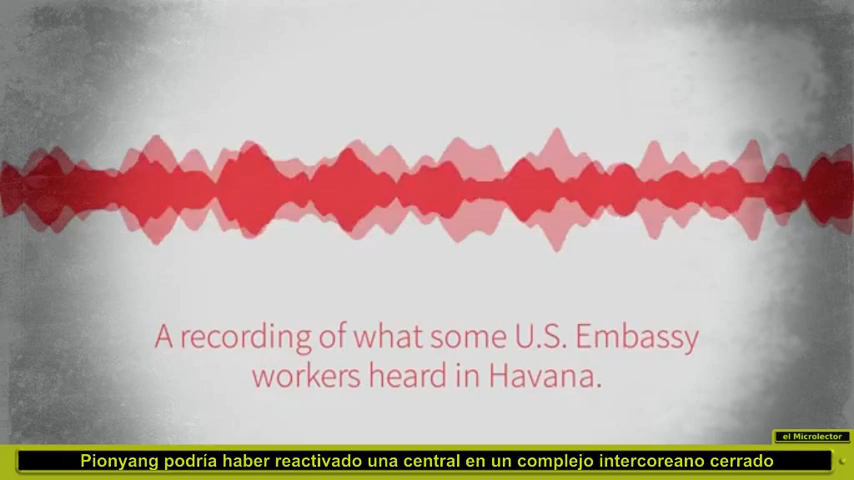 A recording of what some U.S. Embassy
workers heard in Havana.
el Microlector
Pionyang podría haber reactivado una central en un complejo intercoreano cerrado